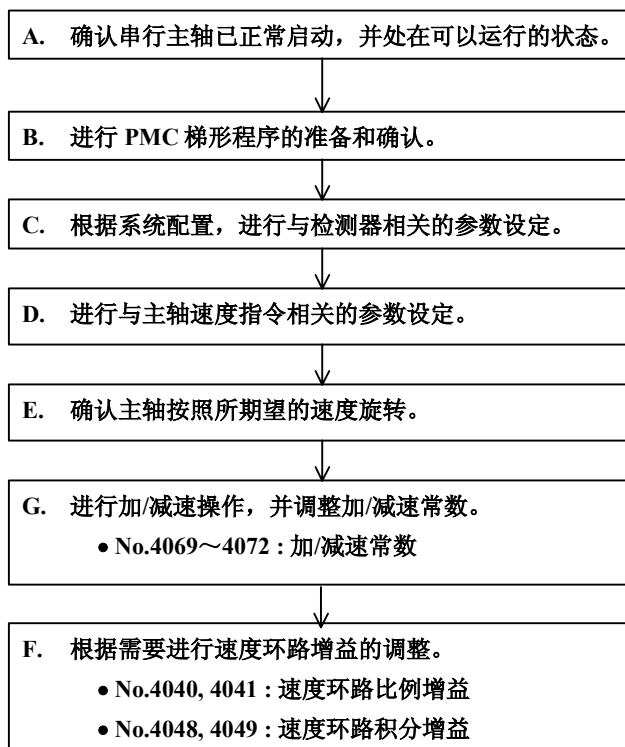 A. 确认串行主轴已正常启动，并处在可以运行的状态。
B. 进行 PMC 梯形程序的准备和确认。
C. 根据系统配置，进行与检测器相关的参数设定。
D. 进行与主轴速度指令相关的参数设定。
E. 确认主轴按照所期望的速度旋转。
G. 进行加/减速操作，并调整加/减速常数。
● No.4069～4072 : 加/减速常数
F. 根据需要进行速度环路增益的调整。
● No.4040, 4041 : 速度环路比例增益
● No.4048, 4049 : 速度环路积分增益